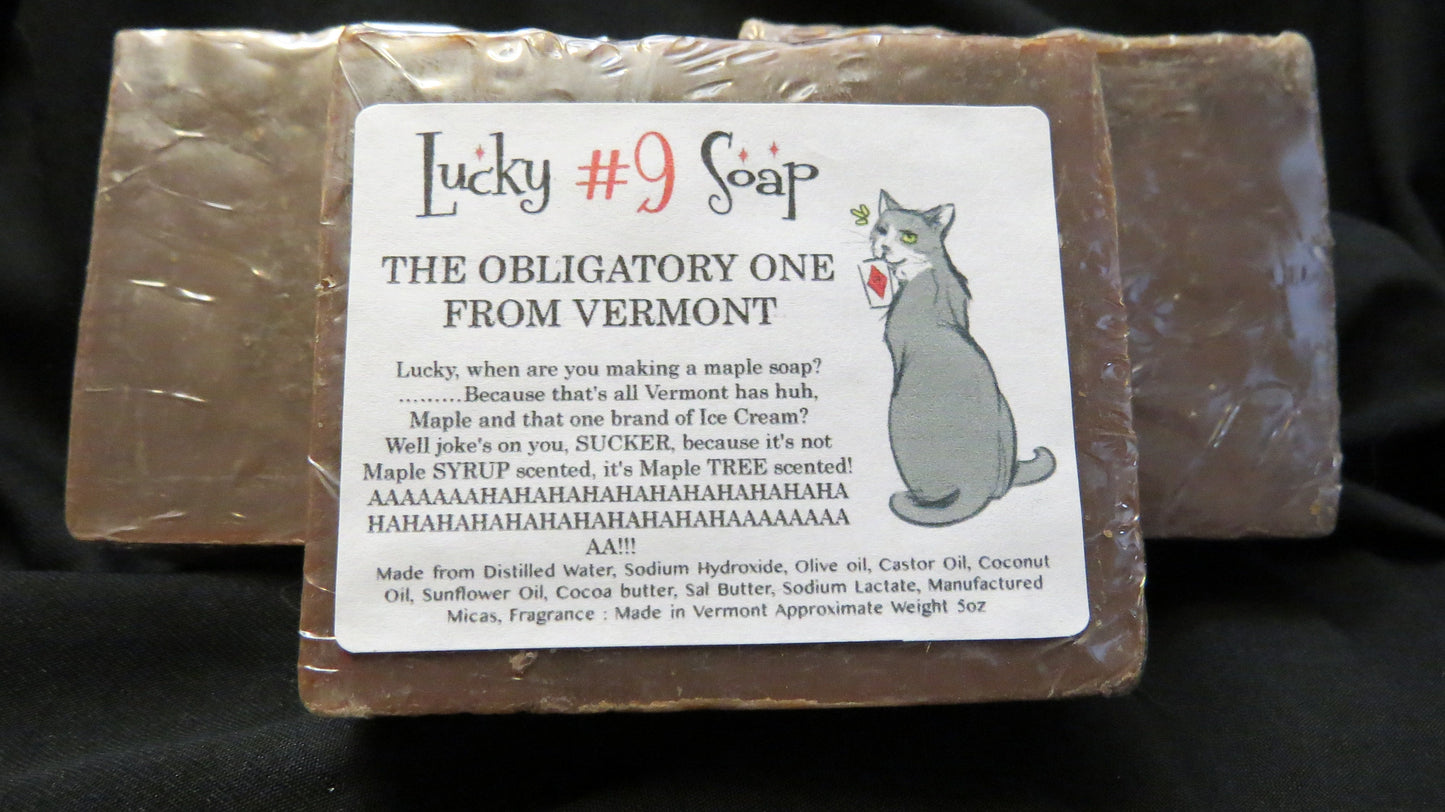 Lucky #9 Soap
THE OBLIGATORY ONE
FROM VERMONT
Lucky, when are you making a maple soap?
.........Because that's all Vermont has huh,
Maple and that one brand of Ice Cream?
Well joke's on you, SUCKER, because it's not
Maple SYRUP scented, it's Maple TREE scented!
AAAAAAAHAHAHAHAHAHAHAHAHAHAHA
HAHAHAHAHAHAHAHAHAHAHAAAAAAAA
AA!!!
Made from Distilled Water, Sodium Hydroxide, Olive oil, Castor Oil, Coconut
Oil, Sunflower Oil, Cocoa butter, Sal Butter, Sodium Lactate, Manufactured
Micas, Fragrance : Made in Vermont Approximate Weight 5oz